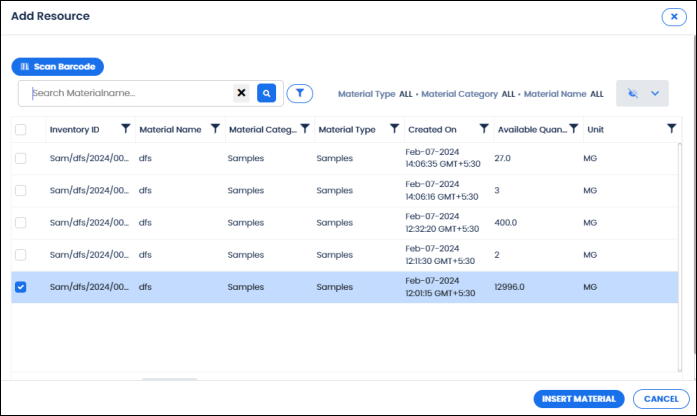 Add Resource
Scan Barcode
Search Materialname...
Material Type ALL • Material Category ALL • Material Name ALL
Inventory ID Material Name Material Categ... Material Type Created On Available Quan... Unit
Sam/dfs/2024/00... dfs Samples Samples Feb-07-2024 14:06:35 GMT+5:30 27.0 MG
Sam/dfs/2024/00... dfs Samples Samples Feb-07-2024 14:06:16 GMT+5:30 3 MG
Sam/dfs/2024/00... dfs Samples Samples Feb-07-2024 12:32:20 GMT+5:30 400.0 MG
Sam/dfs/2024/00... dfs Samples Samples Feb-07-2024 12:11:30 GMT+5:30 2 MG
Sam/dfs/2024/00... dfs Samples Samples Feb-07-2024 12:01:15 GMT+5:30 12996.0 MG
INSERT MATERIAL CANCEL